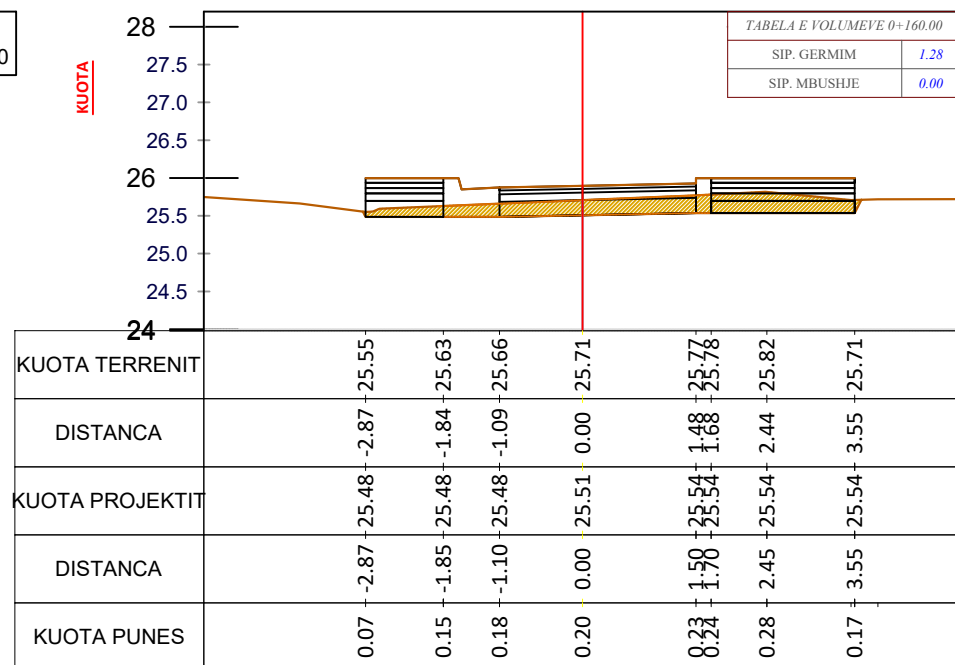 0
KUOTA
28
27.5
27.0
26.5
26
25.5
25.0
24.5
24
TABELA E VOLUMEVE 0+160.00
SIP. GERMIM 1.28
SIP. MBUSHJE 0.00
KUOTA TERRENIT 25.55 25.63 25.66 25.71 25.77 25.78 25.82 25.71
DISTANCA -2.87 -1.84 -1.09 0.00 1.48 1.68 2.44 3.55
KUOTA PROJEKTIT 25.48 25.48 25.48 25.51 25.54 25.54 25.54 25.54
DISTANCA -2.87 -1.85 -1.10 0.00 1.50 1.70 2.45 3.55
KUOTA PUNES 0.07 0.15 0.18 0.20 0.23 0.24 0.28 0.17